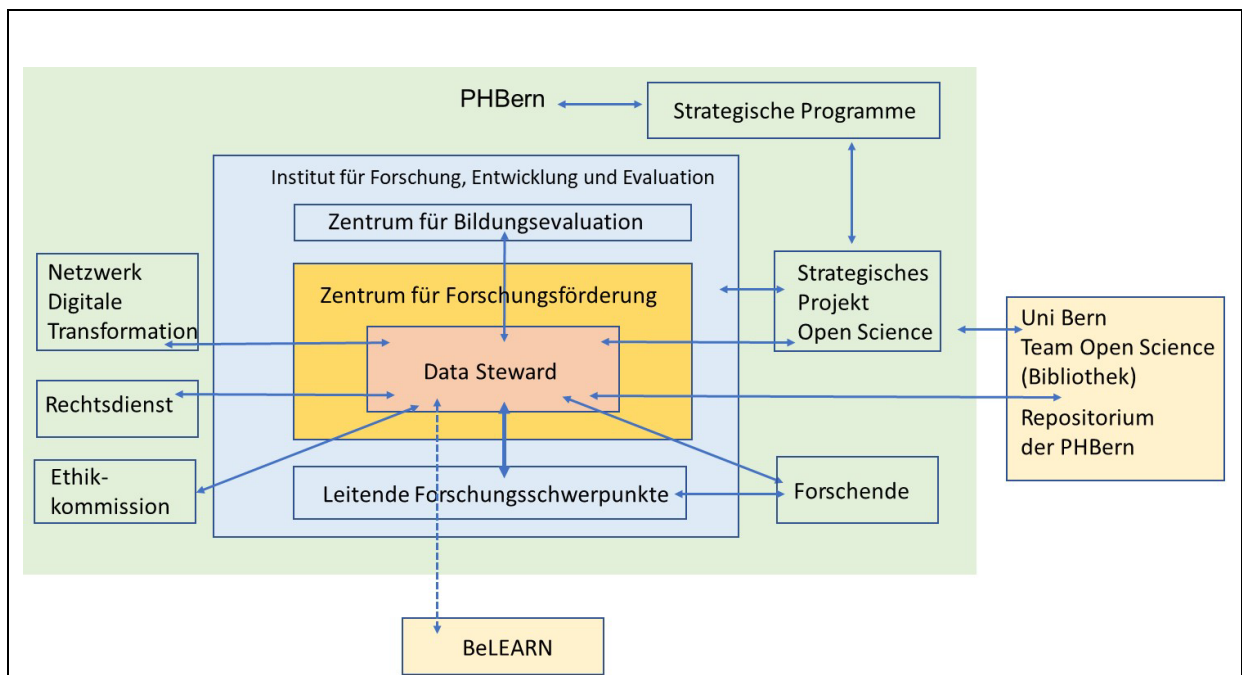 PHBern
Strategische Programme
Institut für Forschung, Entwicklung und Evaluation
Zentrum für Bildungsevaluation
Netzwerk
Digitale
Transformation
Zentrum für Forschungsförderung
Strategisches
Projekt
Open Science
Uni Bern
Team Open Science
(Bibliothek)
Repositorium
der PHBern
Data Steward
Rechtsdienst
Ethik-
kommission
Leitende Forschungsschwerpunkte
Forschende
BeLEARN